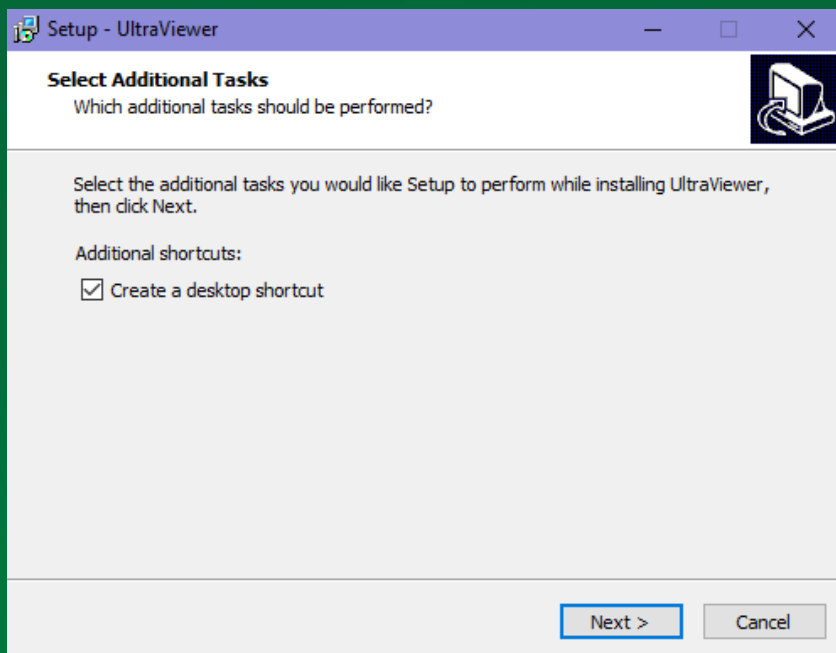 Setup - UltraViewer
Select Additional Tasks
Which additional tasks should be performed?
Select the additional tasks you would like Setup to perform while installing UltraViewer,
then click Next.
Additional shortcuts:
Create a desktop shortcut
Next >
Cancel